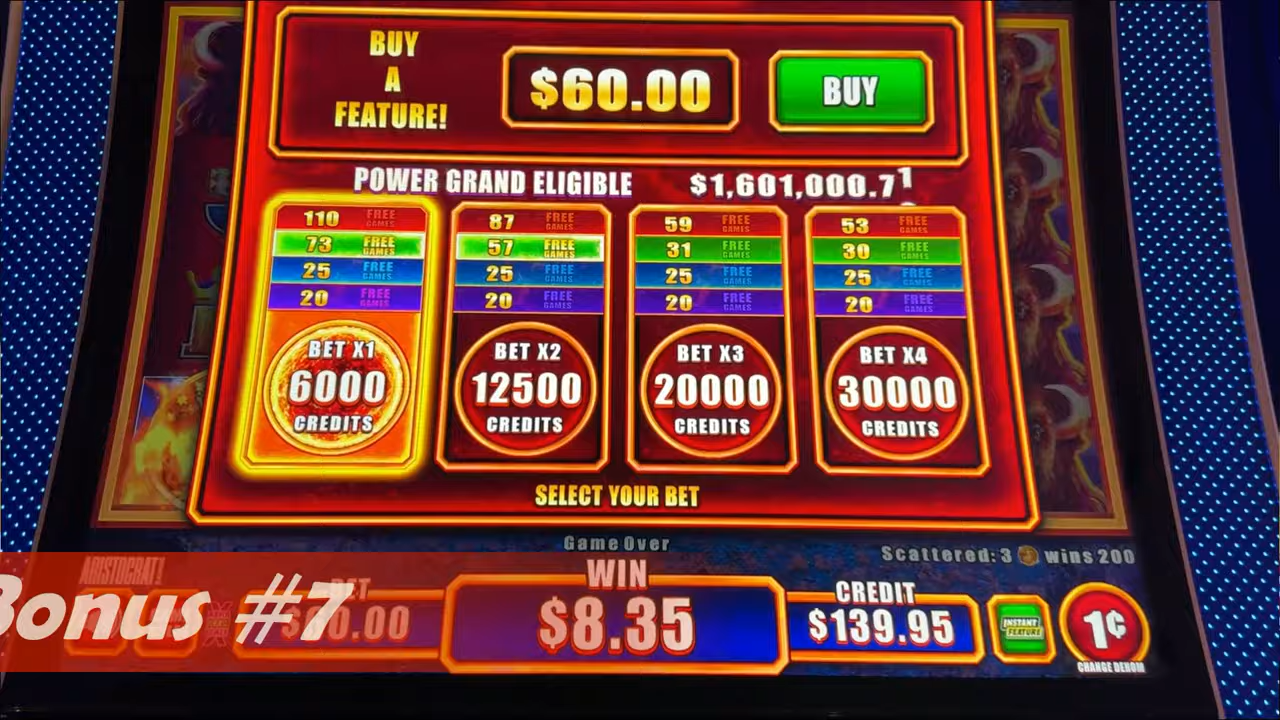 BUY
A
FEATURE!
$60.00
BUY
POWER GRAND ELIGIBLE
$1,601,000.71
110 FREE GAMES
73 FREE GAMES
25 FREE GAMES
20 FREE GAMES
BET X1
6000
CREDITS
87 FREE GAMES
57 FREE GAMES
25 FREE GAMES
20 FREE GAMES
BET X2
12500
CREDITS
59 FREE GAMES
31 FREE GAMES
25 FREE GAMES
20 FREE GAMES
BET X3
20000
CREDITS
53 FREE GAMES
30 FREE GAMES
25 FREE GAMES
20 FREE GAMES
BET X4
30000
CREDITS
SELECT YOUR BET
Game Over
Scattered: 3 wins 200
ARISTOCRAT
Bonus #7
BET
$60.00
WIN
$8.35
CREDIT
$139.95
INSTANT
FEATURE
1¢
CHANGE DENOM